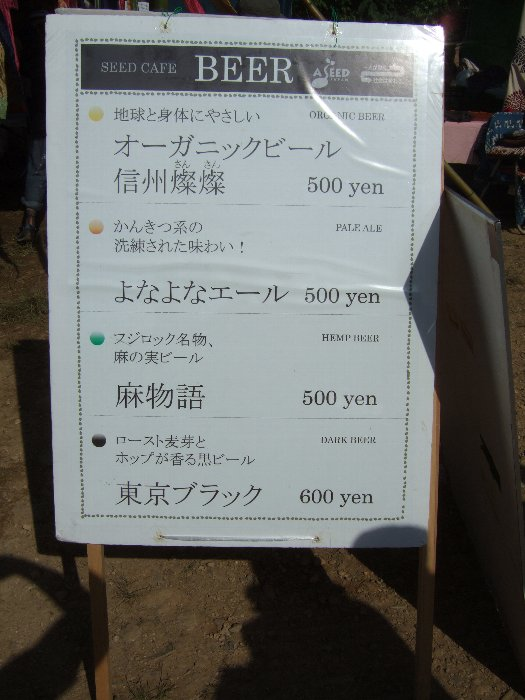 SEED CAFE BEER A SEED JAPAN
地球と身体にやさしい ORGANIC BEER
オーガニックビール
さん さん
信州燦燦 500 yen
かんきつ系の PALE ALE
洗練された味わい！
よなよなエール 500 yen
フジロック名物、 HEMP BEER
麻の実ビール
麻物語 500 yen
ロースト麦芽と DARK BEER
ホップが香る黒ビール
東京ブラック 600 yen